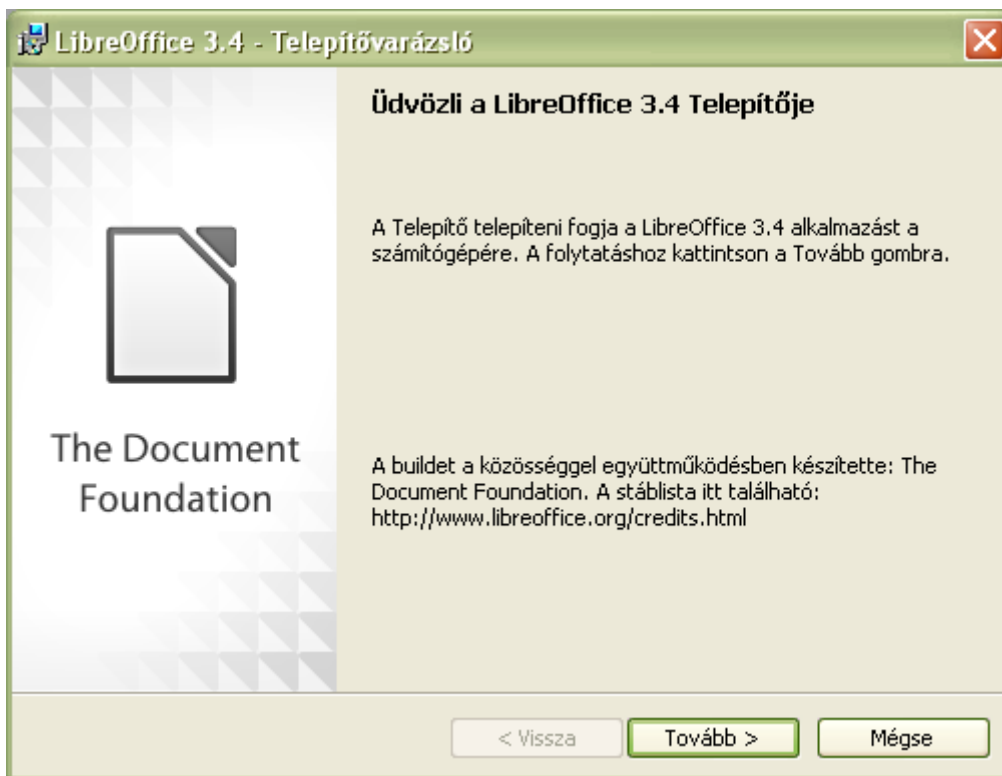 LibreOffice 3.4 - Telepítővarázsló
Üdvözli a LibreOffice 3.4 Telepítője
A Telepítő telepíteni fogja a LibreOffice 3.4 alkalmazást a
számítógépére. A folytatáshoz kattintson a Tovább gombra.
The Document
Foundation
A buildet a közösséggel együttműködésben készítette: The
Document Foundation. A stáblista itt található:
http://www.libreoffice.org/credits.html
< Vissza
Tovább >
Mégse